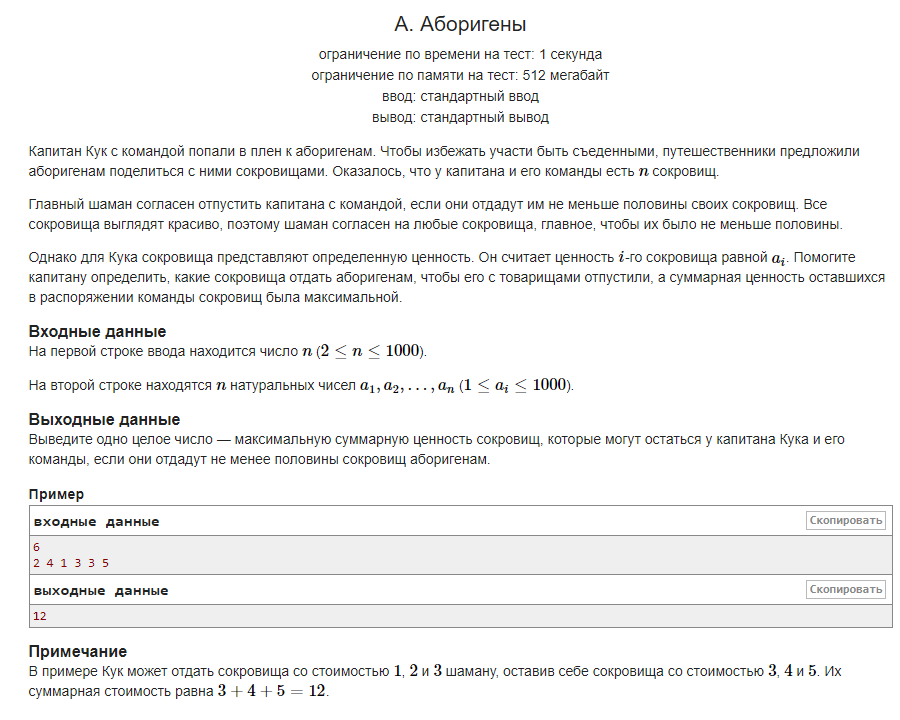 А. Аборигены
ограничение по времени на тест: 1 секунда
ограничение по памяти на тест: 512 мегабайт
ввод: стандартный ввод
вывод: стандартный вывод
Капитан Кук с командой попали в плен к аборигенам. Чтобы избежать участи быть съеденными, путешественники предложили
аборигенам поделиться с ними сокровищами. Оказалось, что у капитана и его команды есть n сокровищ.
Главный шаман согласен отпустить капитана с командой, если они отдадут им не меньше половины своих сокровищ. Все
сокровища выглядят красиво, поэтому шаман согласен на любые сокровища, главное, чтобы их было не меньше половины.
Однако для Кука сокровища представляют определенную ценность. Он считает ценность i-го сокровища равной a_i. Помогите
капитану определить, какие сокровища отдать аборигенам, чтобы его с товарищами отпустили, а суммарная ценность оставшихся
в распоряжении команды сокровищ была максимальной.
Входные данные
На первой строке ввода находится число n (2 ≤ n ≤ 1000).
На второй строке находятся n натуральных чисел a_1, a_2, . . . , a_n (1 ≤ a_i ≤ 1000).
Выходные данные
Выведите одно целое число — максимальную суммарную ценность сокровищ, которые могут остаться у капитана Кука и его
команды, если они отдадут не менее половины сокровищ аборигенам.
Пример
входные данные Скопировать
6
2 4 1 3 3 5
выходные данные Скопировать
12
Примечание
В примере Кук может отдать сокровища со стоимостью 1, 2 и 3 шаману, оставив себе сокровища со стоимостью 3, 4 и 5. Их
суммарная стоимость равна 3 + 4 + 5 = 12.